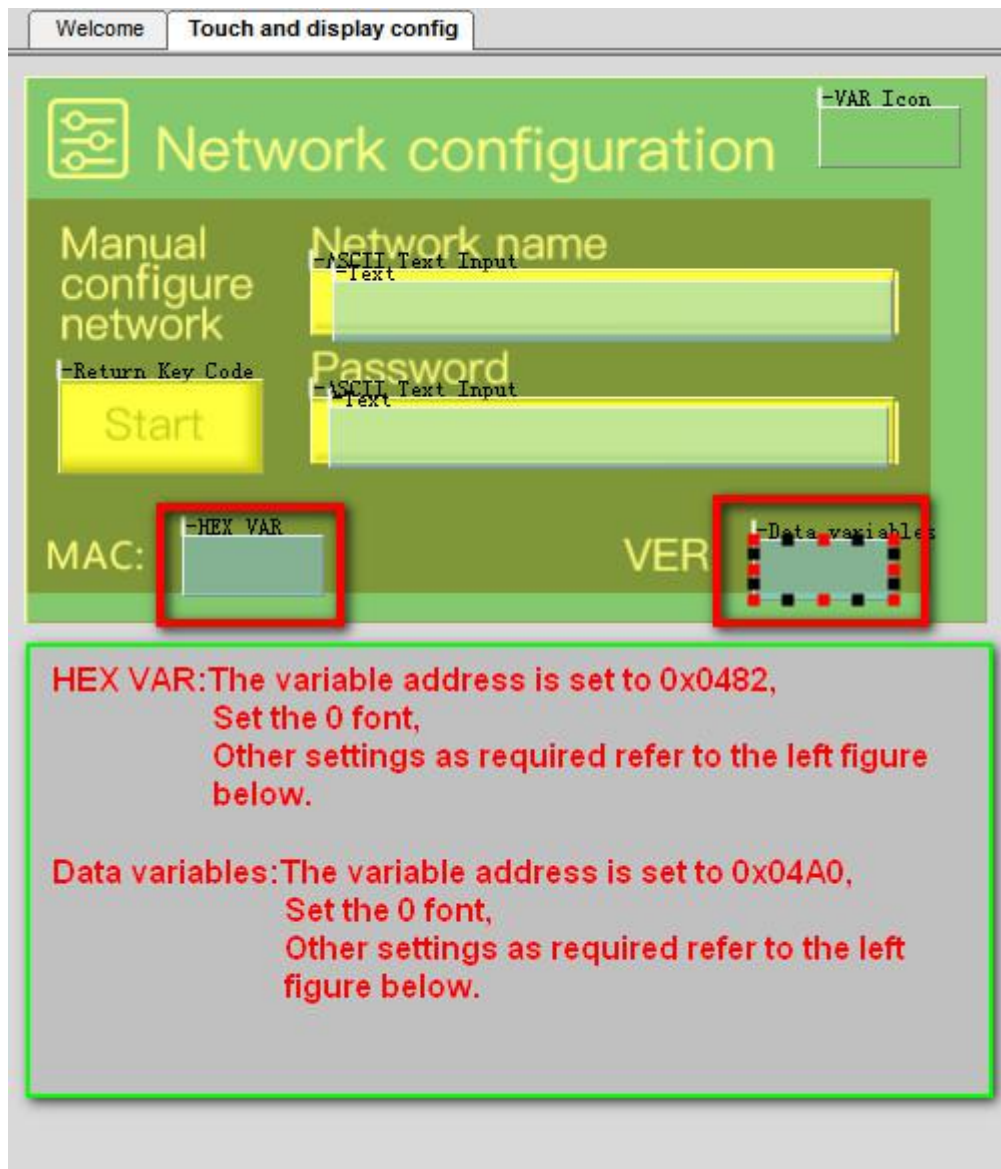 Welcome
Touch and display config
-VAR Icon
Network configuration
Manual
configure
network
Network name
-ASCII Text Input
-Text
-Return Key Code
Start
Password
-ASCII Text Input
-Text
MAC:
-HEX VAR
VER
-Data variables
HEX VAR:The variable address is set to 0x0482,
Set the 0 font,
Other settings as required refer to the left figure
below.
Data variables:The variable address is set to 0x04A0,
Set the 0 font,
Other settings as required refer to the left
figure below.